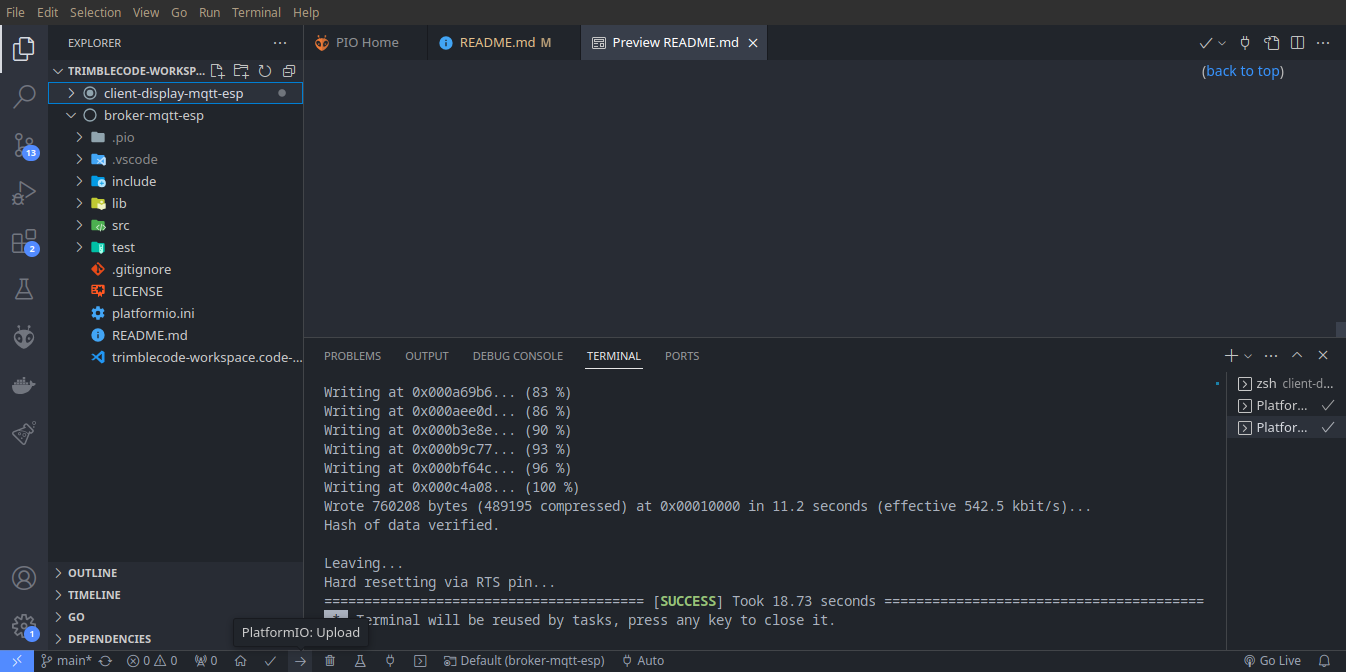 File Edit Selection View Go Run Terminal Help
EXPLORER
PIO Home
README.md M
Preview README.md
TRIMBLECODE-WORKSP...
(back to top)
client-display-mqtt-esp
broker-mqtt-esp
.pio
.vscode
13
include
lib
src
2
test
.gitignore
LICENSE
platformio.ini
README.md
trimblecode-workspace.code-...
PROBLEMS OUTPUT DEBUG CONSOLE TERMINAL PORTS
zsh client-d...
Platfor...
Platfor...
Writing at 0x000a69b6... (83 %)
Writing at 0x000aee0d... (86 %)
Writing at 0x000b3e8e... (90 %)
Writing at 0x000b9c77... (93 %)
Writing at 0x000bf64c... (96 %)
Writing at 0x000c4a08... (100 %)
Wrote 760208 bytes (489195 compressed) at 0x00010000 in 11.2 seconds (effective 542.5 kbit/s)...
Hash of data verified.
Leaving...
Hard resetting via RTS pin...
======================================== [SUCCESS] Took 18.73 seconds ========================================
* Terminal will be reused by tasks, press any key to close it.
OUTLINE
TIMELINE
GO
DEPENDENCIES
1
PlatformIO: Upload
main* 0 0 0 Default (broker-mqtt-esp) Auto Go Live